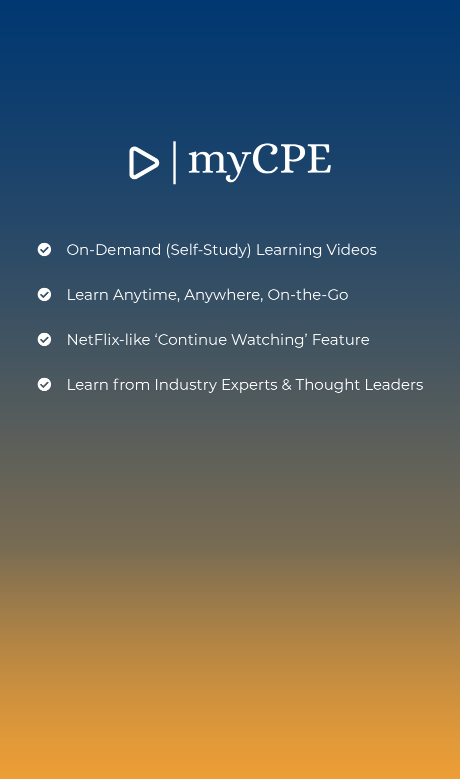 myCPE
On-Demand (Self-Study) Learning Videos
Learn Anytime, Anywhere, On-the-Go
NetFlix-like ‘Continue Watching’ Feature
Learn from Industry Experts & Thought Leaders